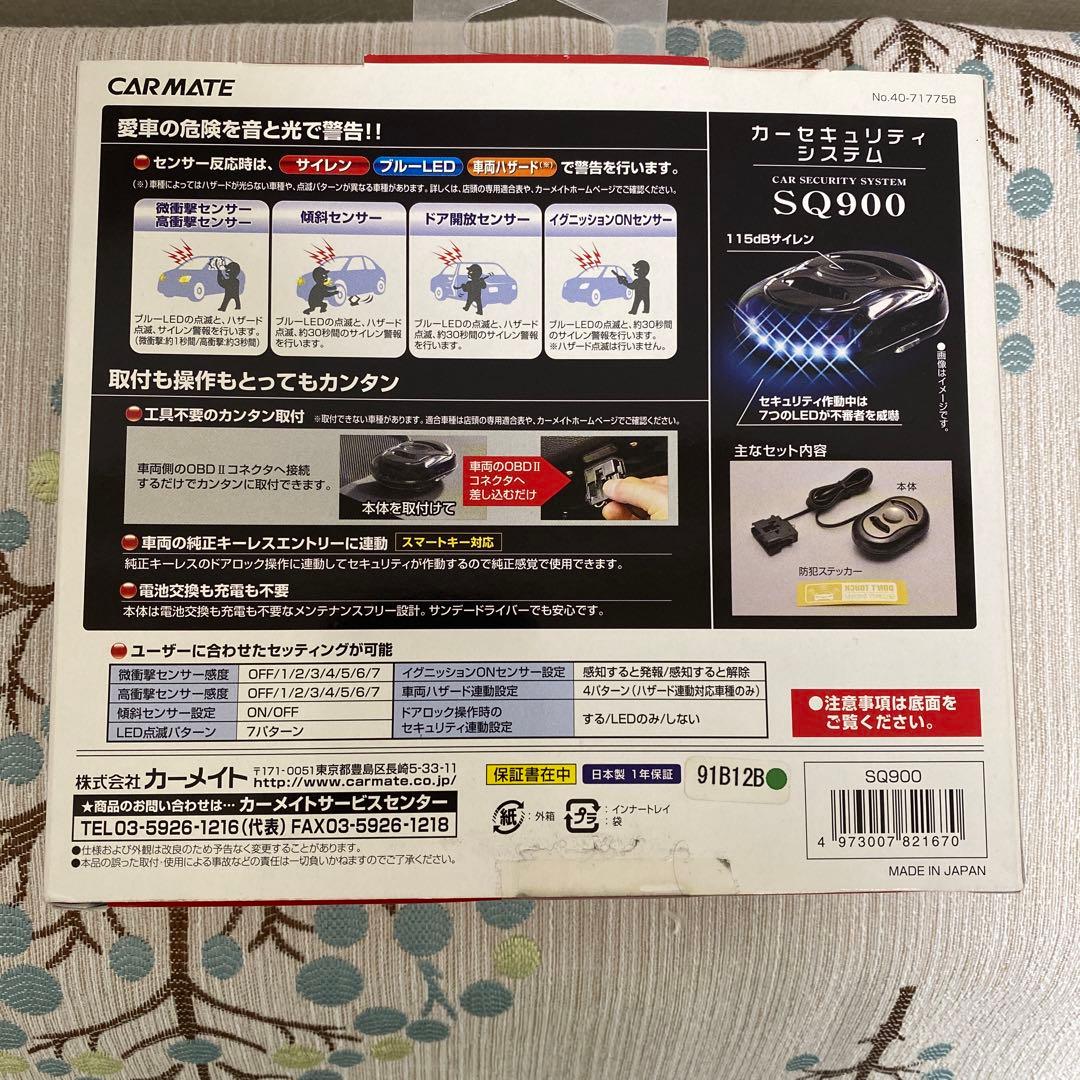 CARMATE
No.40-71775B
愛車の危険を音と光で警告!!
●センサー反応時は、 サイレン ブルーLED 車両ハザード(※) で警告を行います。
(※)車種によってはハザードが光らない車種や、点滅パターンが異なる車種があります。詳しくは、店頭の専用適合表や、カーメイトホームページでご確認ください。
微衝撃センサー
高衝撃センサー
ブルーLEDの点滅と、ハザード
点滅、サイレン警報を行います。
(微衝撃:約1秒間/高衝撃:約3秒間)
傾斜センサー
ブルーLEDの点滅と、ハザード
点滅、約30秒間のサイレン警報
を行います。
ドア開放センサー
ブルーLEDの点滅と、ハザード
点滅、約30秒間のサイレン警報
を行います。
イグニッションONセンサー
ブルーLEDの点滅と、約30秒間
のサイレン警報を行います。
※ハザード点滅は行いません。
取付も操作もとってもカンタン
●工具不要のカンタン取付 ※取付できない車種があります。適合車種は店頭の専用適合表や、カーメイトホームページでご確認ください。
車両側のOBDⅡコネクタへ接続
するだけでカンタンに取付できます。
本体を取付けて
車両のOBDⅡ
コネクタへ
差し込むだけ
●車両の純正キーレスエントリーに連動 スマートキー対応
純正キーレスのドアロック操作に連動してセキュリティが作動するので純正感覚で使用できます。
●電池交換も充電も不要
本体は電池交換も充電も不要なメンテナンスフリー設計。サンデードライバーでも安心です。
カーセキュリティ
システム
CAR SECURITY SYSTEM
SQ900
115dBサイレン
●画像はイメージです。
セキュリティ作動中は
7つのLEDが不審者を威嚇
主なセット内容
本体
防犯ステッカー
DON'T TOUCH
●ユーザーに合わせたセッティングが可能
微衝撃センサー感度 OFF/1/2/3/4/5/6/7 イグニッションONセンサー設定 感知すると発報/感知すると解除
高衝撃センサー感度 OFF/1/2/3/4/5/6/7 車両ハザード連動設定 4パターン(ハザード連動対応車種のみ)
傾斜センサー設定 ON/OFF ドアロック操作時の
セキュリティ連動設定 する/LEDのみ/しない
LED点滅パターン 7パターン
●注意事項は底面を
ご覧ください。
株式会社 カーメイト 〒171-0051東京都豊島区長崎5-33-11
http://www.carmate.co.jp/
★商品のお問い合わせは… カーメイトサービスセンター
TEL03-5926-1216(代表) FAX03-5926-1218
●仕様および外観は改良のため予告なく変更することがあります。
●本品の誤った取付・使用による事故などの責任は一切負いかねますのでご了承ください。
保証書在中 日本製 1年保証
91B12B
紙 :外箱 プラ :インナートレイ
:袋
SQ900
4 973007 821670
MADE IN JAPAN